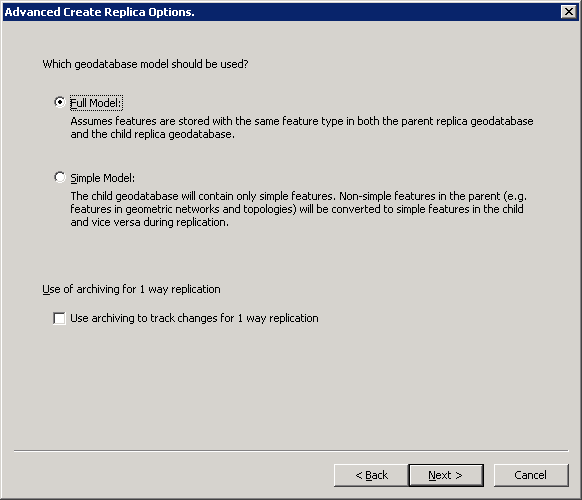 Advanced Create Replica Options.
Which geodatabase model should be used?
Full Model:
Assumes features are stored with the same feature type in both the parent replica geodatabase
and the child replica geodatabase.
Simple Model:
The child geodatabase will contain only simple features. Non-simple features in the parent (e.g.
features in geometric networks and topologies) will be converted to simple features in the child
and vice versa during replication.
Use of archiving for 1 way replication
Use archiving to track changes for 1 way replication
< Back Next > Cancel